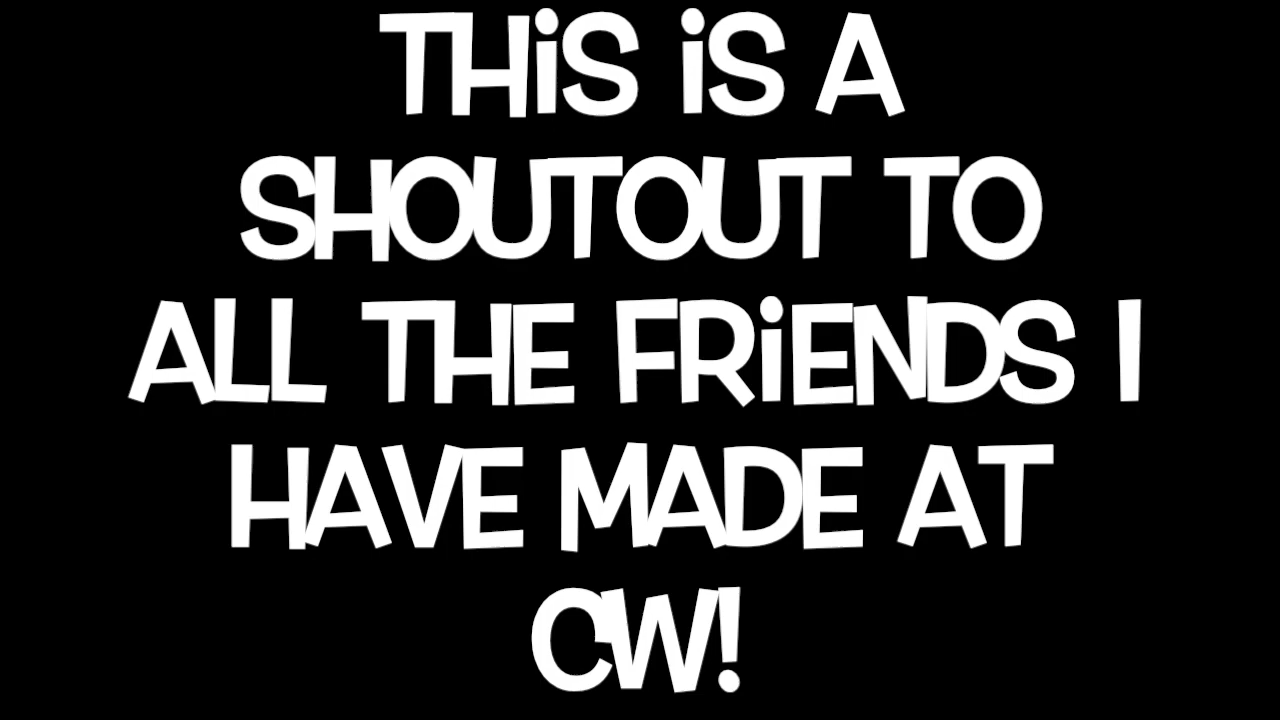 THiS iS A
SHOUTOUT TO
ALL THE FRiENDS I
HAVE MADE AT
CW!